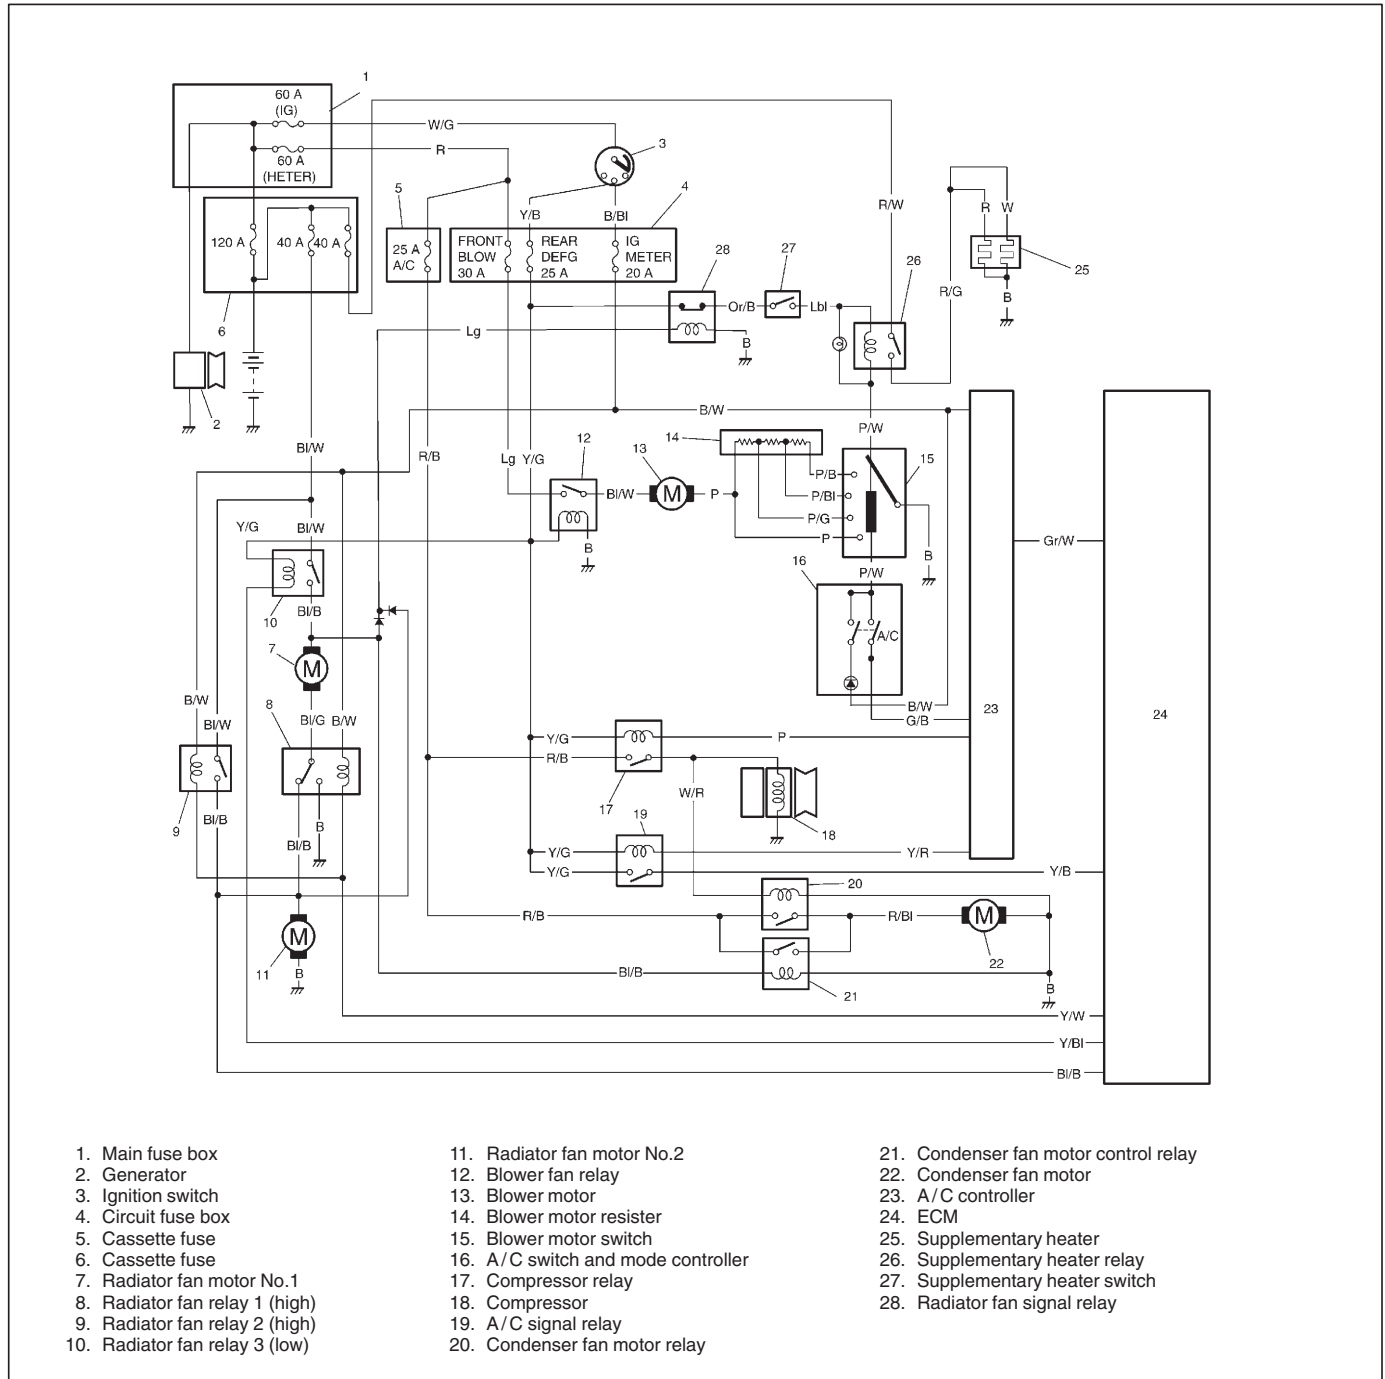 1
60 A
(IG)
W/G
R
60 A
(HETER)
3
5
4
Y/B
B/Bl
R/W
R W
120 A 40 A 40 A
25 A
A/C
FRONT
BLOW
30 A
REAR
DEFG
25 A
IG
METER
20 A
28
27
26
25
R/G
B
6
Or/B
Lbl
Lg
B
2
B/W
P/W
14
12
13
15
Bl/W
R/B
Lg Y/G
P/B
P/Bl
P/G
P
Bl/W
M
P
B
B
Y/G
Bl/W
Gr/W
P/W
16
10
Bl/B
A/C
7
M
B/W
Bl/W
8
Bl/G B/W
B/W
G/B
23
24
Y/G
P
R/B
W/R
17
18
9
Bl/B
B
Bl/B
19
Y/G
Y/R
Y/G
Y/B
20
R/B
R/Bl
M
22
M
11
B
Bl/B
21
B
Y/W
Y/Bl
Bl/B
1. Main fuse box
2. Generator
3. Ignition switch
4. Circuit fuse box
5. Cassette fuse
6. Cassette fuse
7. Radiator fan motor No.1
8. Radiator fan relay 1 (high)
9. Radiator fan relay 2 (high)
10. Radiator fan relay 3 (low)
11. Radiator fan motor No.2
12. Blower fan relay
13. Blower motor
14. Blower motor resister
15. Blower motor switch
16. A/C switch and mode controller
17. Compressor relay
18. Compressor
19. A/C signal relay
20. Condenser fan motor relay
21. Condenser fan motor control relay
22. Condenser fan motor
23. A/C controller
24. ECM
25. Supplementary heater
26. Supplementary heater relay
27. Supplementary heater switch
28. Radiator fan signal relay